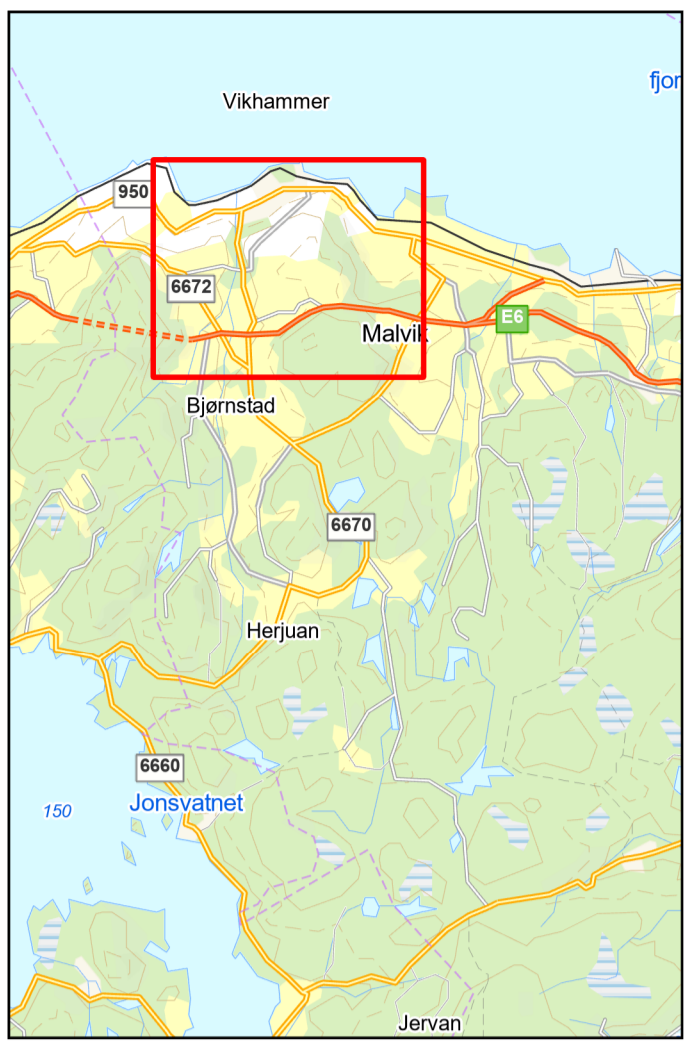 fjor
Vikhammer
950
6672
E6
Malvik
Bjørnstad
6670
Herjuan
6660
Jonsvatnet
150
Jervan